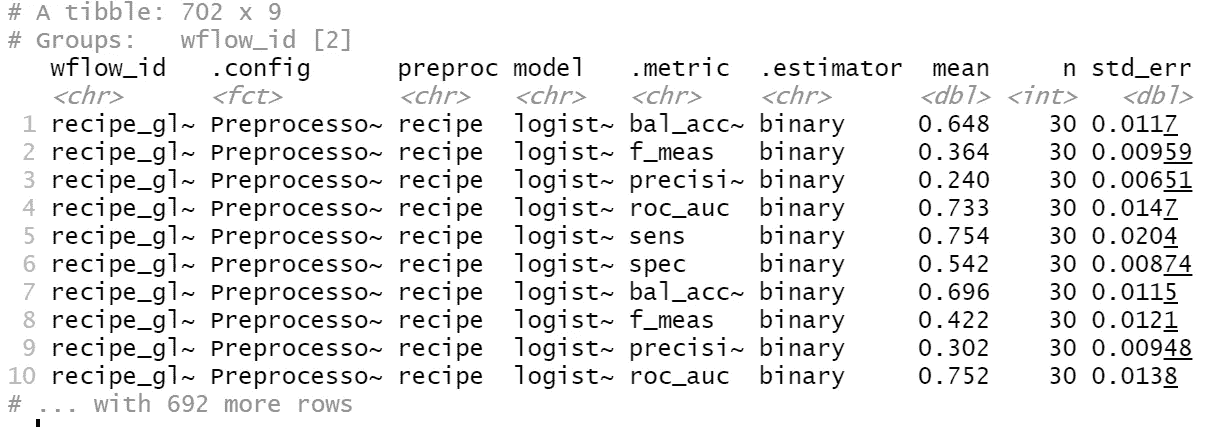 # A tibble: 702 x 9
# Groups:   wflow_id [2]
   wflow_id   .config      preproc model   .metric  .estimator  mean     n std_err
   <chr>      <fct>        <chr>   <chr>   <chr>    <chr>      <dbl> <int>   <dbl>
 1 recipe_gl~ Preprocesso~ recipe  logist~ bal_acc~ binary     0.648    30 0.0117
 2 recipe_gl~ Preprocesso~ recipe  logist~ f_meas   binary     0.364    30 0.00959
 3 recipe_gl~ Preprocesso~ recipe  logist~ precisi~ binary     0.240    30 0.00651
 4 recipe_gl~ Preprocesso~ recipe  logist~ roc_auc  binary     0.733    30 0.0147
 5 recipe_gl~ Preprocesso~ recipe  logist~ sens     binary     0.754    30 0.0204
 6 recipe_gl~ Preprocesso~ recipe  logist~ spec     binary     0.542    30 0.00874
 7 recipe_gl~ Preprocesso~ recipe  logist~ bal_acc~ binary     0.696    30 0.0115
 8 recipe_gl~ Preprocesso~ recipe  logist~ f_meas   binary     0.422    30 0.0121
 9 recipe_gl~ Preprocesso~ recipe  logist~ precisi~ binary     0.302    30 0.00948
10 recipe_gl~ Preprocesso~ recipe  logist~ roc_auc  binary     0.752    30 0.0138
# ... with 692 more rows